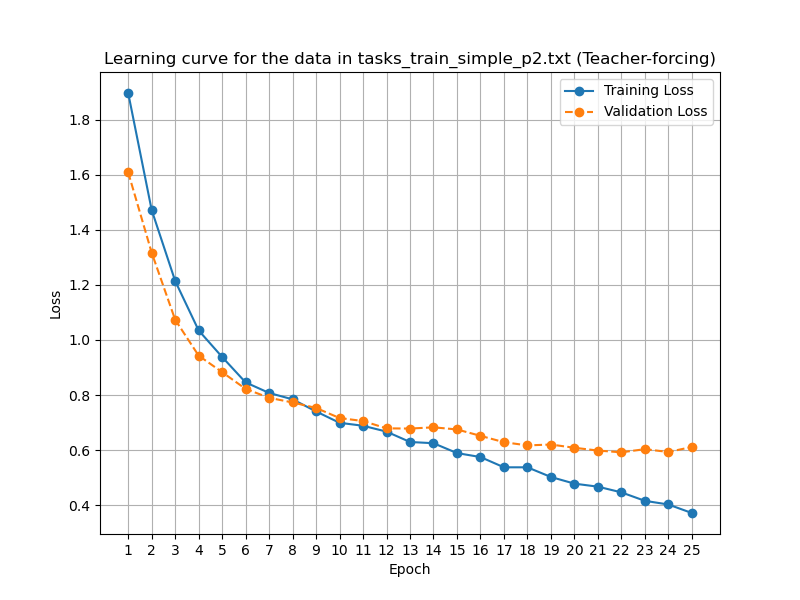 Learning curve for the data in tasks_train_simple_p2.txt (Teacher-forcing)
Training Loss
Validation Loss
1.8
1.6
1.4
1.2
1.0
0.8
0.6
0.4
Loss
1 2 3 4 5 6 7 8 9 10 11 12 13 14 15 16 17 18 19 20 21 22 23 24 25
Epoch